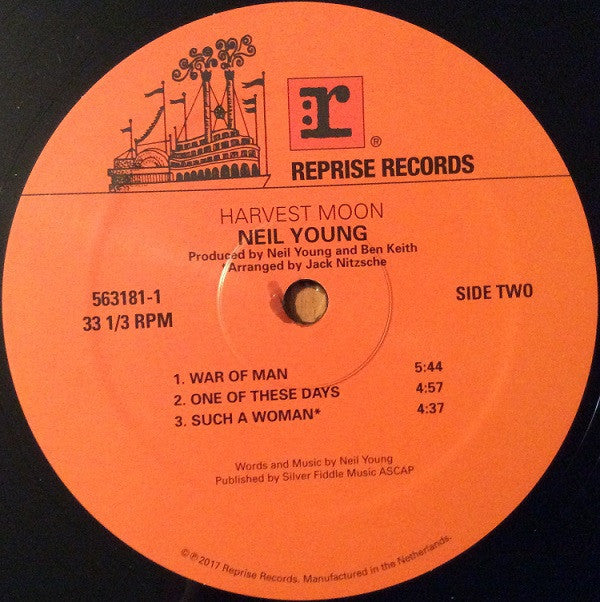 r
®
REPRISE RECORDS
HARVEST MOON
NEIL YOUNG
Produced by Neil Young and Ben Keith
Arranged by Jack Nitzsche
563181-1
33 1/3 RPM
SIDE TWO
1. WAR OF MAN 5:44
2. ONE OF THESE DAYS 4:57
3. SUCH A WOMAN* 4:37
Words and Music by Neil Young
Published by Silver Fiddle Music ASCAP
©℗2017 Reprise Records. Manufactured in the Netherlands.